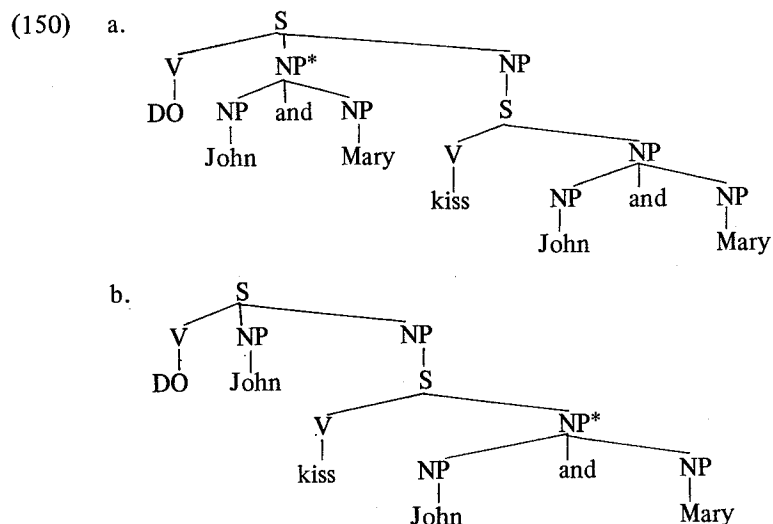 (150) a. S
V NP* NP
DO NP and NP S
John Mary V NP
kiss NP and NP
John Mary
b. S
V NP NP
DO John S
V NP*
kiss NP and NP
John Mary